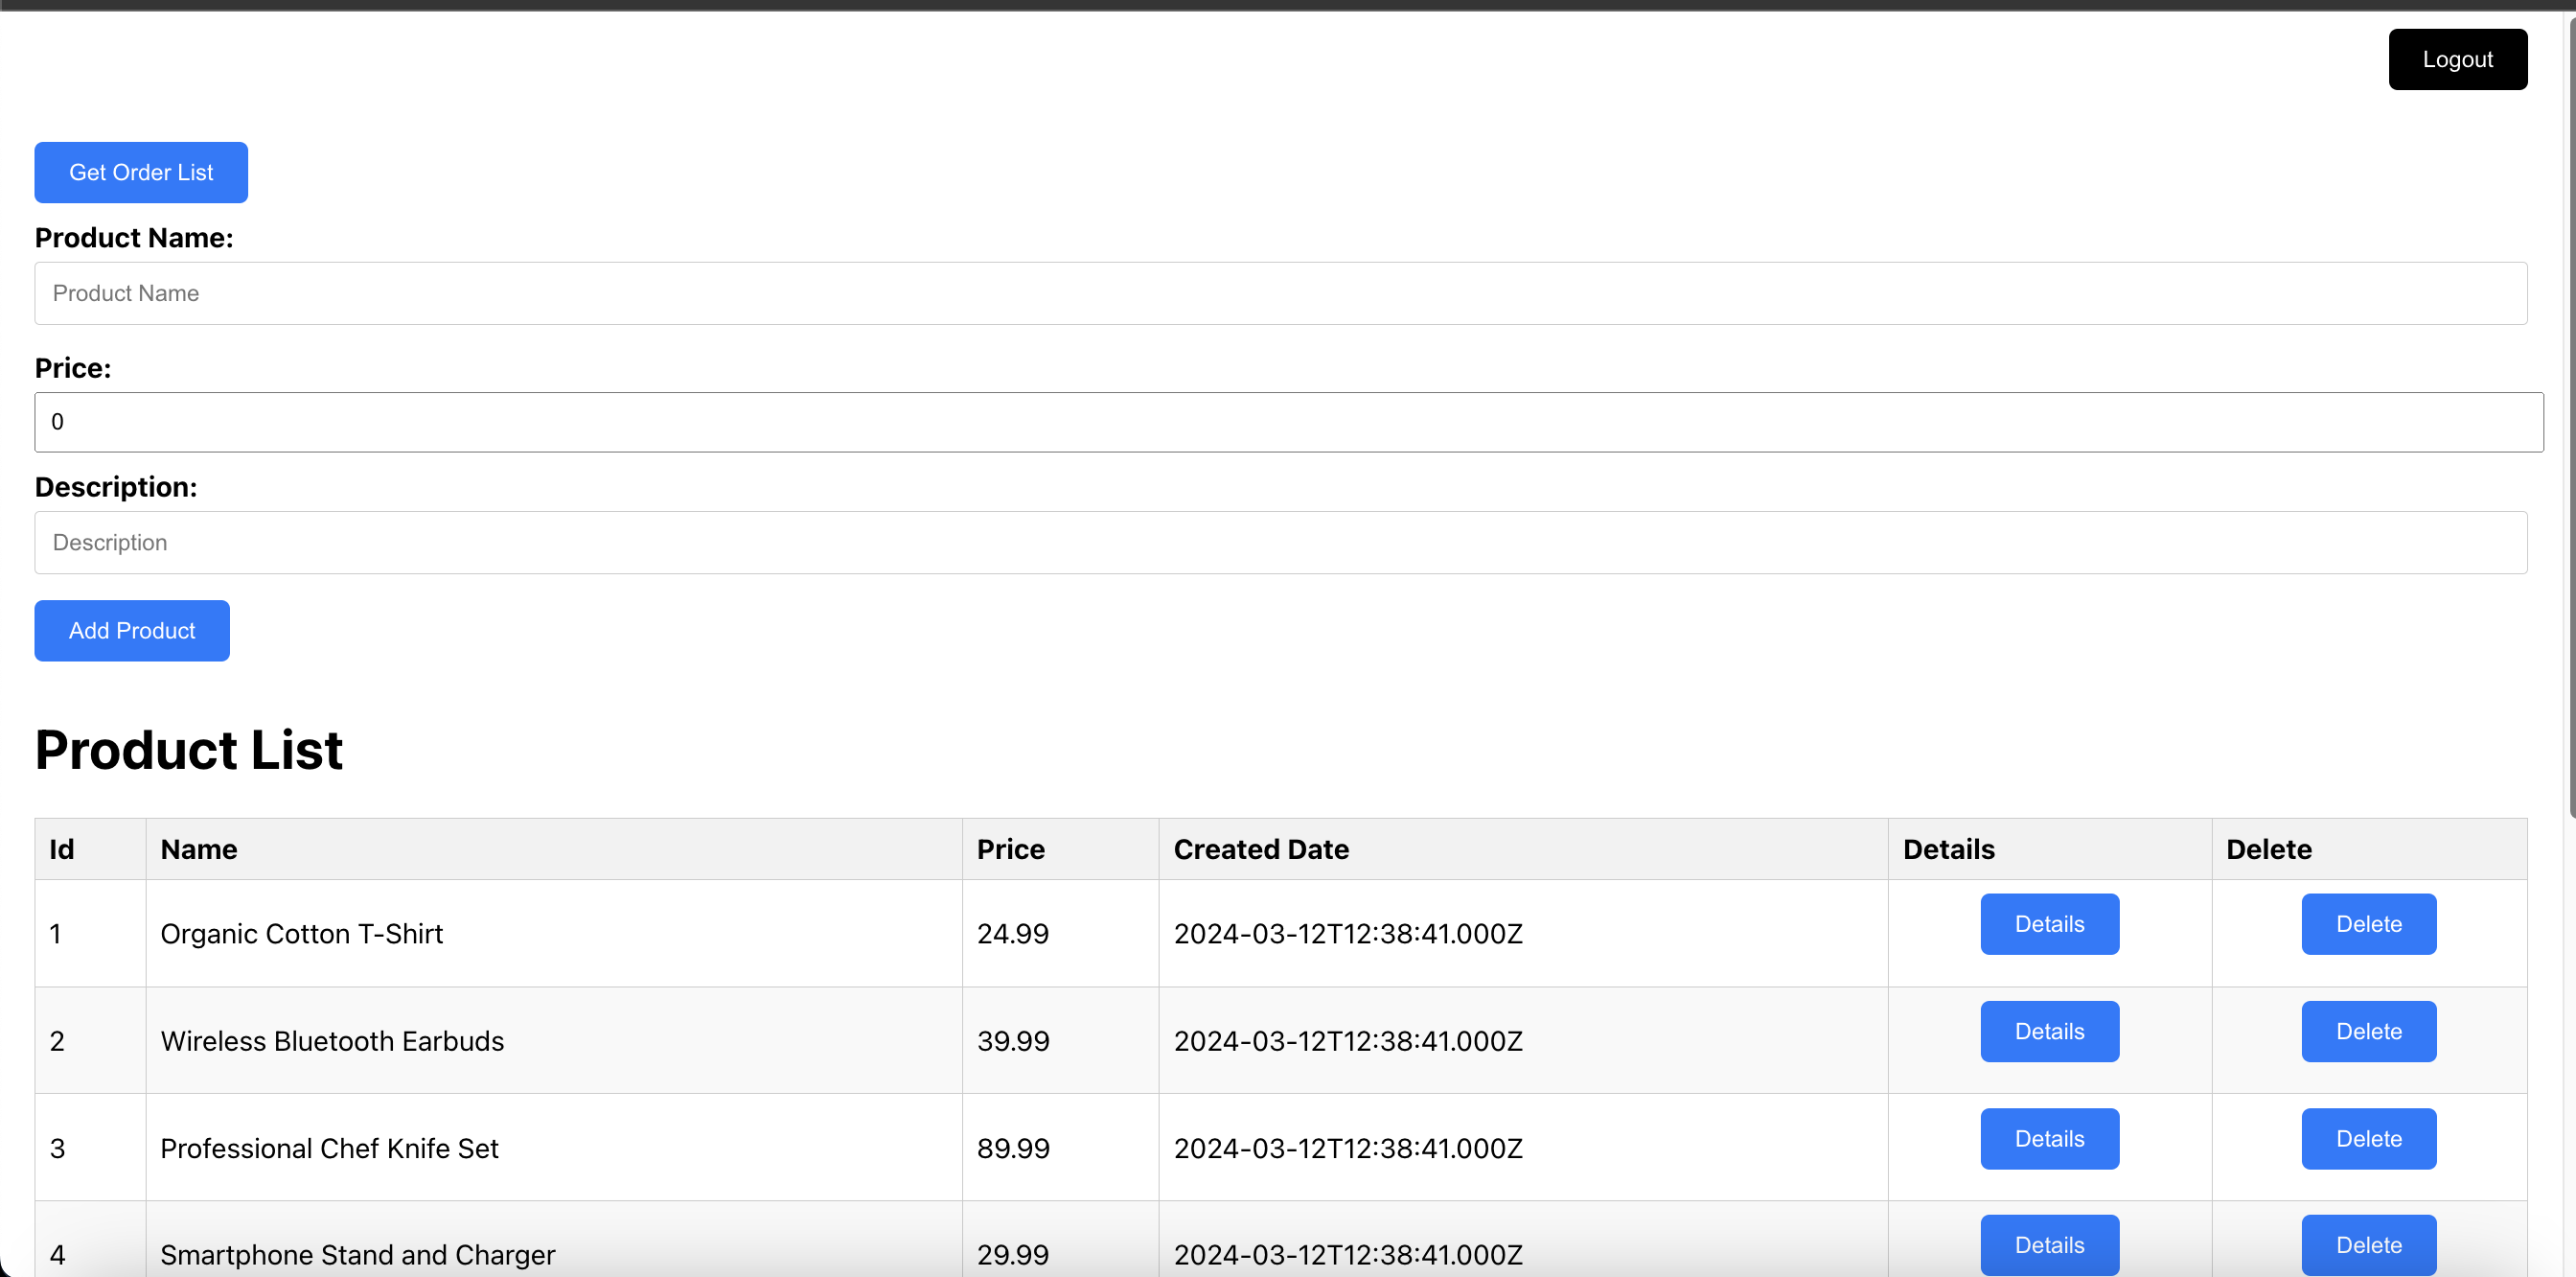 Logout
Get Order List
Product Name:
Product Name
Price:
0
Description:
Description
Add Product
Product List
Id Name Price Created Date Details Delete
1 Organic Cotton T-Shirt 24.99 2024-03-12T12:38:41.000Z Details Delete
2 Wireless Bluetooth Earbuds 39.99 2024-03-12T12:38:41.000Z Details Delete
3 Professional Chef Knife Set 89.99 2024-03-12T12:38:41.000Z Details Delete
4 Smartphone Stand and Charger 29.99 2024-03-12T12:38:41.000Z Details Delete